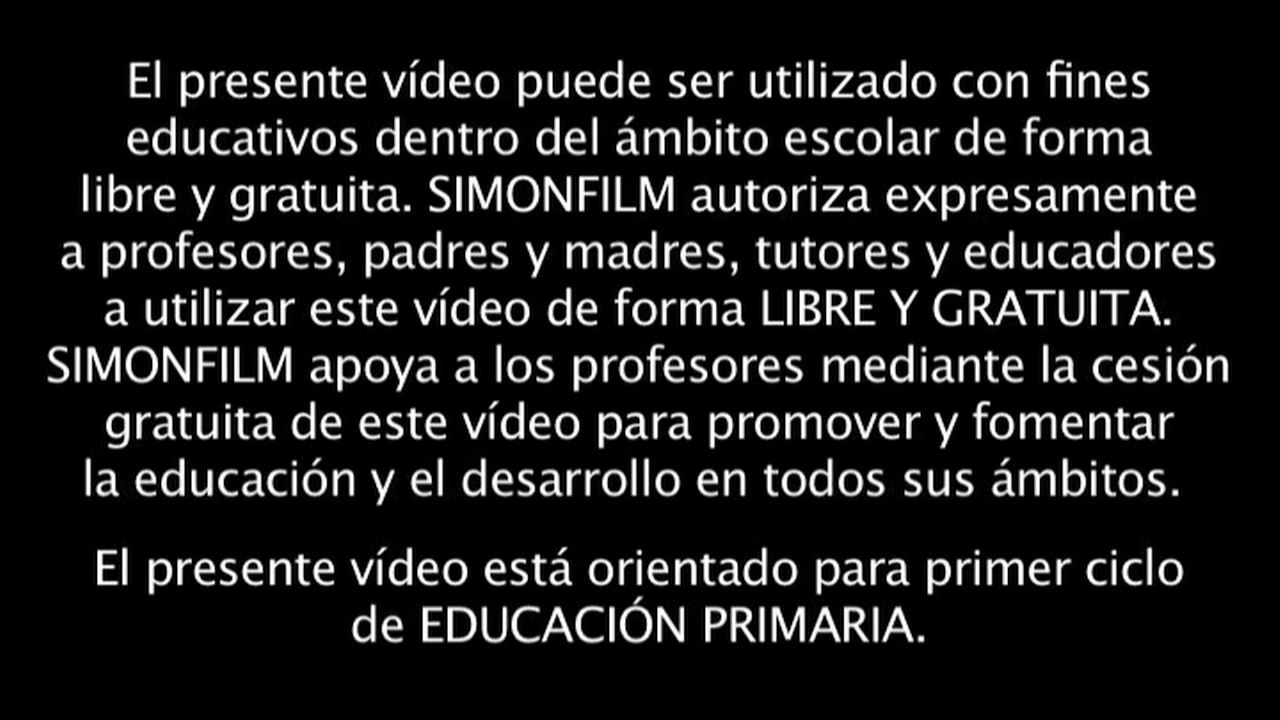 El presente vídeo puede ser utilizado con fines
educativos dentro del ámbito escolar de forma
libre y gratuita. SIMONFILM autoriza expresamente
a profesores, padres y madres, tutores y educadores
a utilizar este vídeo de forma LIBRE Y GRATUITA.
SIMONFILM apoya a los profesores mediante la cesión
gratuita de este vídeo para promover y fomentar
la educación y el desarrollo en todos sus ámbitos.
El presente vídeo está orientado para primer ciclo
de EDUCACIÓN PRIMARIA.